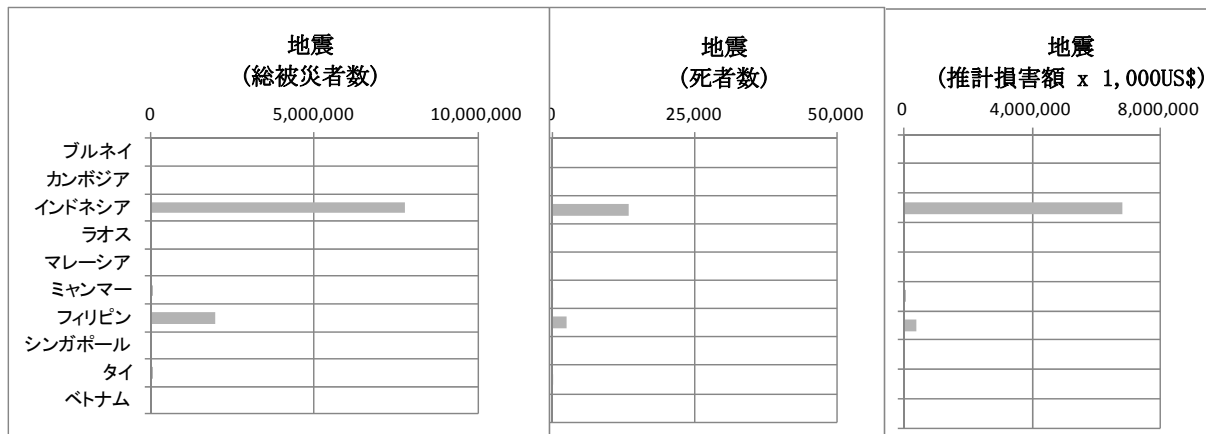 地震
(総被災者数)
0 5,000,000 10,000,000
ブルネイ
カンボジア
インドネシア
ラオス
マレーシア
ミャンマー
フィリピン
シンガポール
タイ
ベトナム
地震
(死者数)
0 25,000 50,000
地震
(推計損害額 x 1,000US$)
0 4,000,000 8,000,000